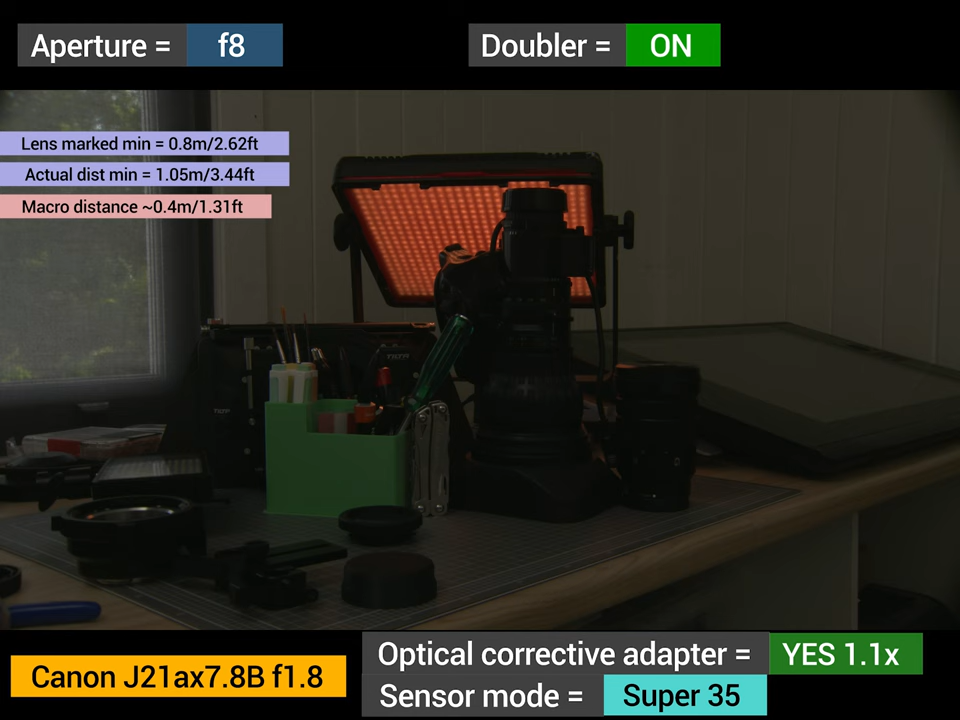 Aperture = f8
Doubler = ON
Lens marked min = 0.8m/2.62ft
Actual dist min = 1.05m/3.44ft
Macro distance ~0.4m/1.31ft
Optical corrective adapter = YES 1.1x
Canon J21ax7.8B f1.8
Sensor mode = Super 35